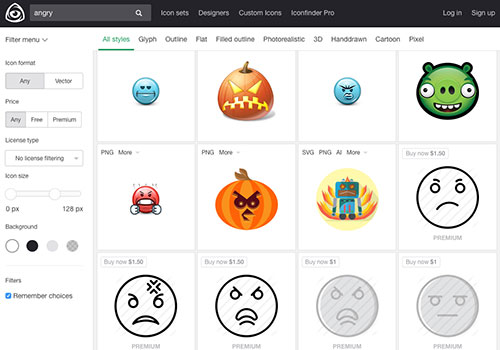 angry
Icon sets Designers Custom Icons Iconfinder Pro Log in Sign up
Filter menu
All styles Glyph Outline Flat Filled outline Photorealistic 3D Handdrawn Cartoon Pixel
Icon format
Any Vector
Price
Any Free Premium
License type
No license filtering
Icon size
0 px 128 px
Background
Filters
Remember choices
PNG More
PNG More
SVG PNG AI More
Buy now $1.50
PREMIUM
Buy now $1.50
Buy now $1.50
Buy now $1
Buy now $1
PREMIUM
PREMIUM
PREMIUM
PREMIUM